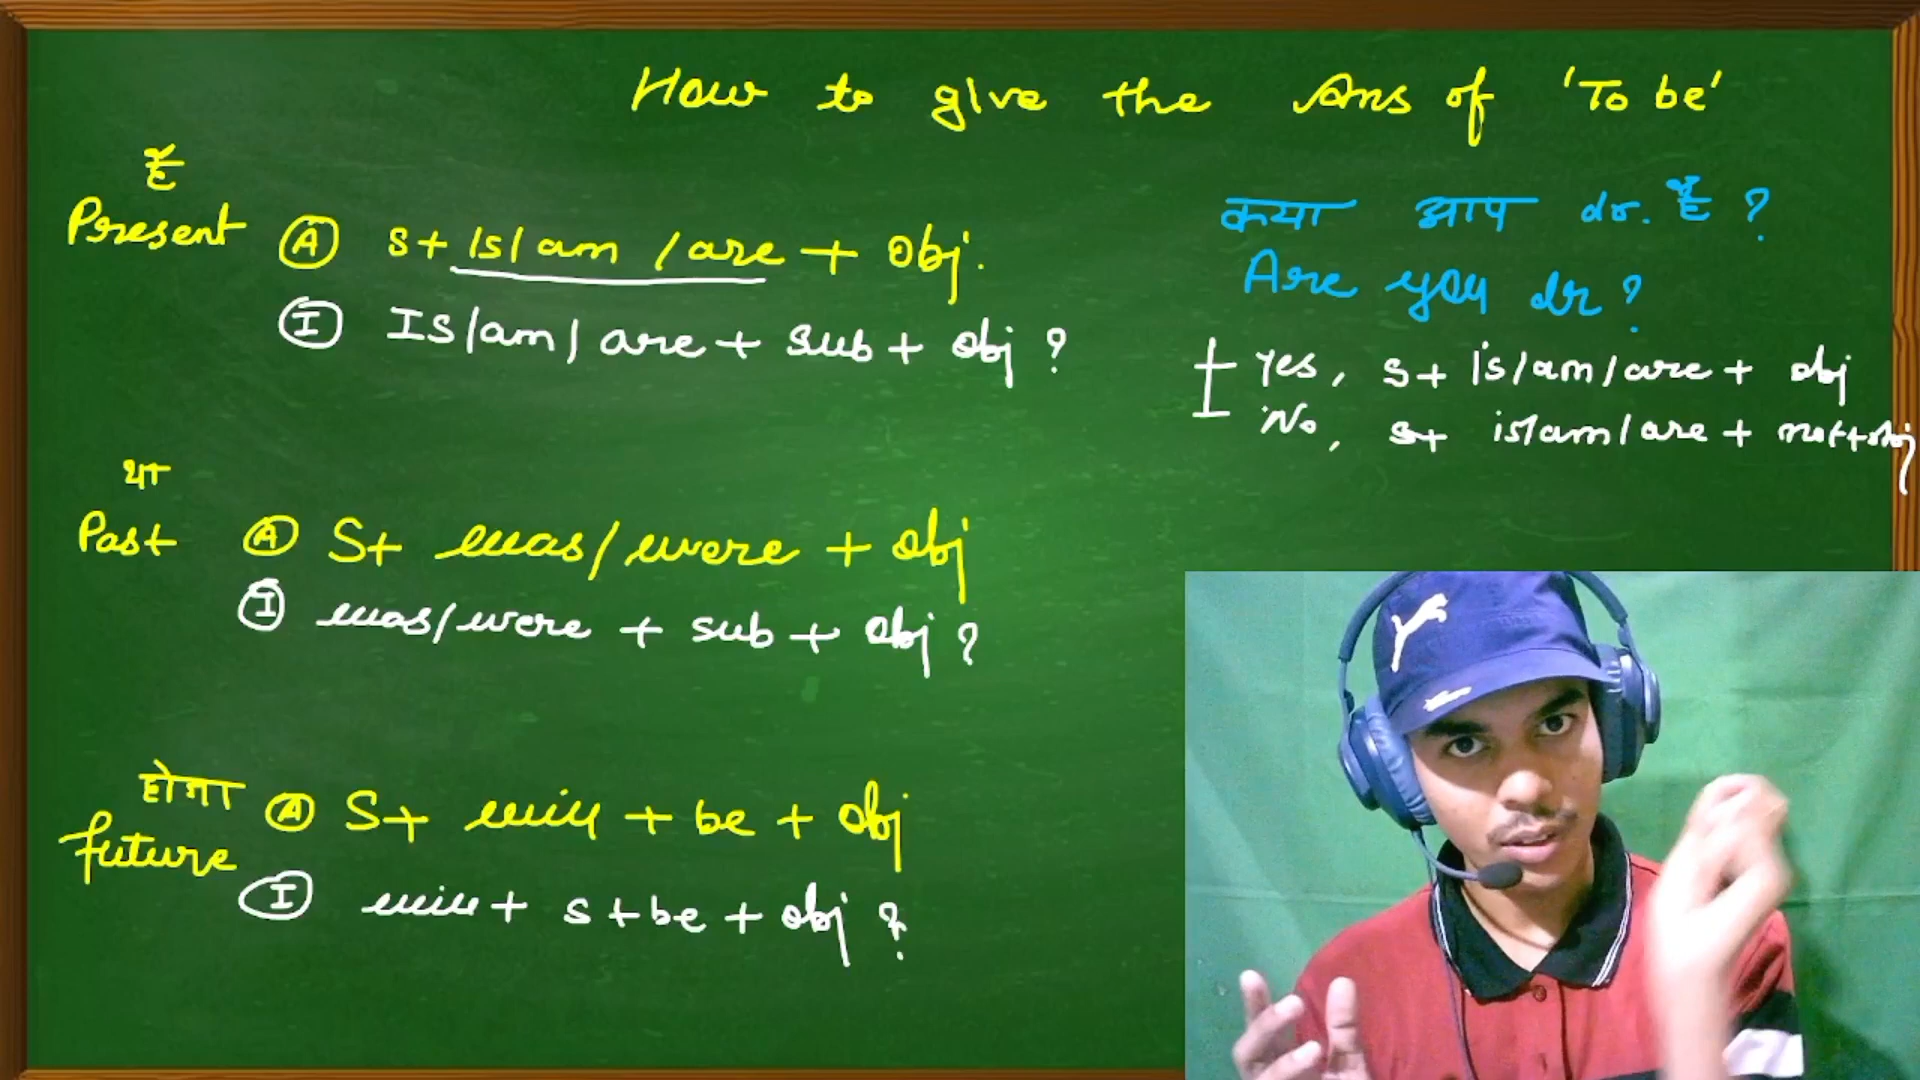 How to give the Ans of 'To be'
है
Present
Ⓐ S+ Is/am/are + Obj.
Ⓘ Is/am/are + sub + obj ?
क्या आप dr. है ?
Are you dr ?
Yes, S+ is/am/are + obj
No, S+ is/am/are + not+obj
था
Past
Ⓐ S+ was/were + obj
Ⓘ was/were + sub + obj ?
होगा
future
Ⓐ S+ will + be + obj
Ⓘ will + s+be + obj ?